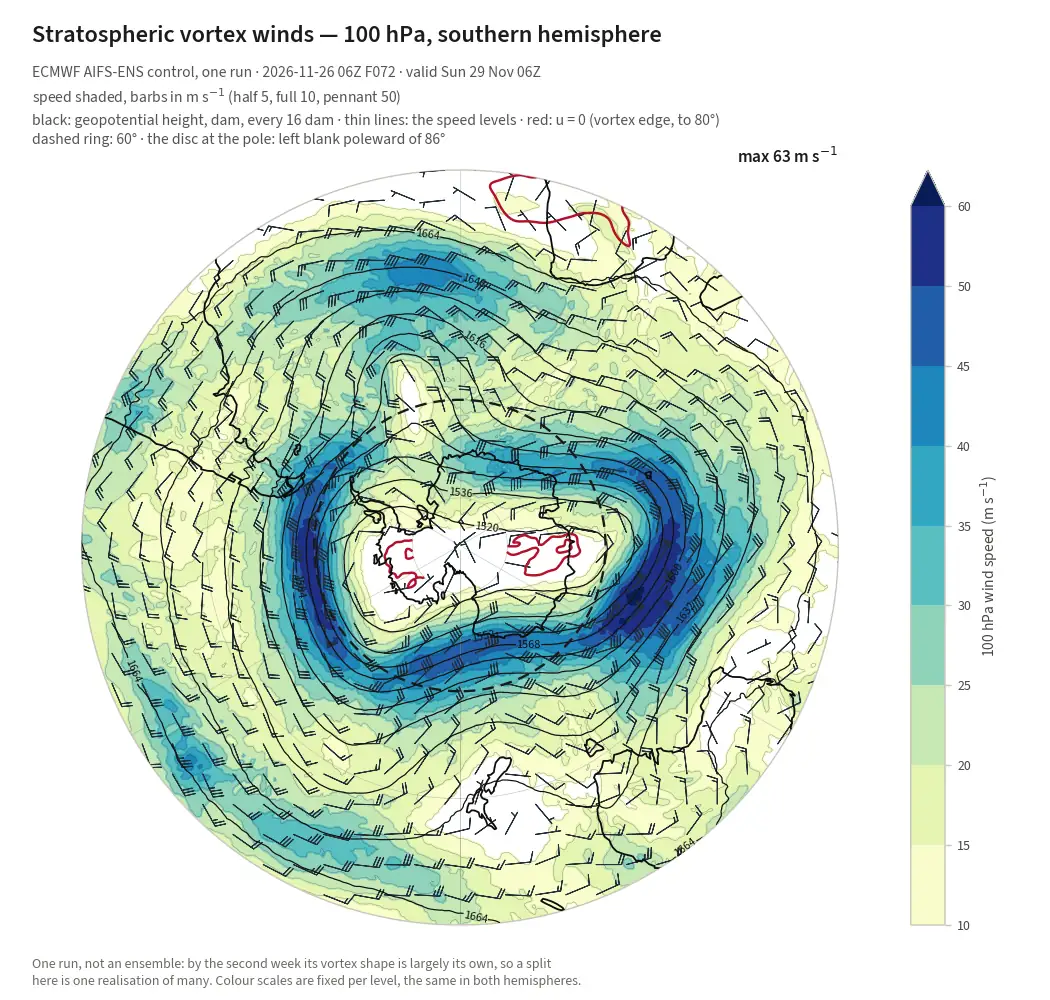 Stratospheric vortex winds — 100 hPa, southern hemisphere
ECMWF AIFS-ENS control, one run · 2026-11-26 06Z F072 · valid Sun 29 Nov 06Z
speed shaded, barbs in m s⁻¹ (half 5, full 10, pennant 50)
black: geopotential height, dam, every 16 dam · thin lines: the speed levels · red: u = 0 (vortex edge, to 80°)
dashed ring: 60° · the disc at the pole: left blank poleward of 86°
max 63 m s⁻¹
60
50
45
40
35
30
25
20
15
10
100 hPa wind speed (m s⁻¹)
1664
1616
1536
1520
1632
1568
1664
1664
1664
One run, not an ensemble: by the second week its vortex shape is largely its own, so a split
here is one realisation of many. Colour scales are fixed per level, the same in both hemispheres.